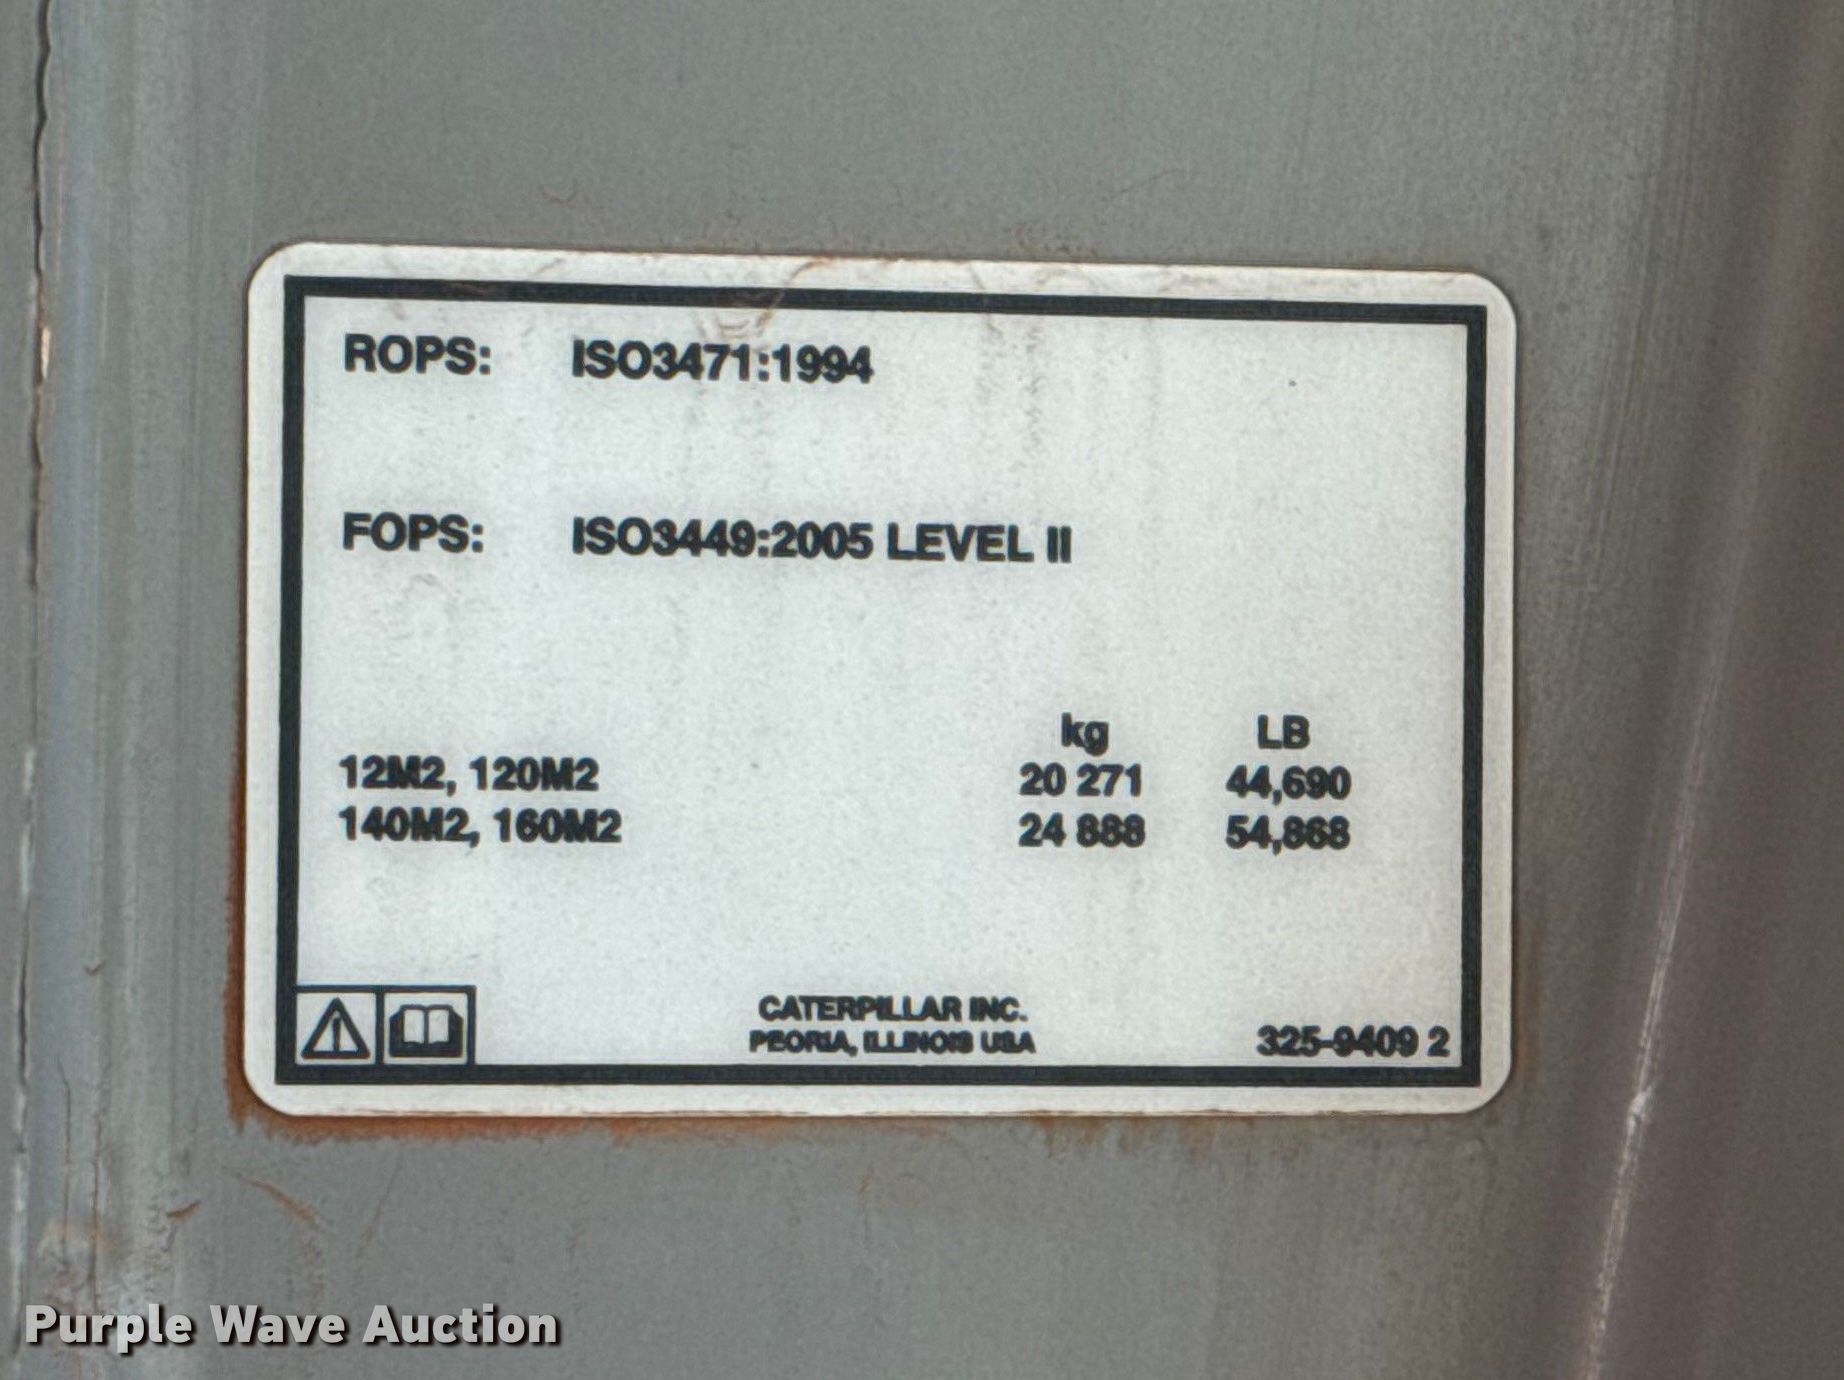 ROPS: ISO3471:1994
FOPS: ISO3449:2005 LEVEL II
kg LB
12M2, 120M2 20 271 44,690
140M2, 160M2 24 888 54,868
CATERPILLAR INC.
PEORIA, ILLINOIS USA
325-9409 2
Purple Wave Auction